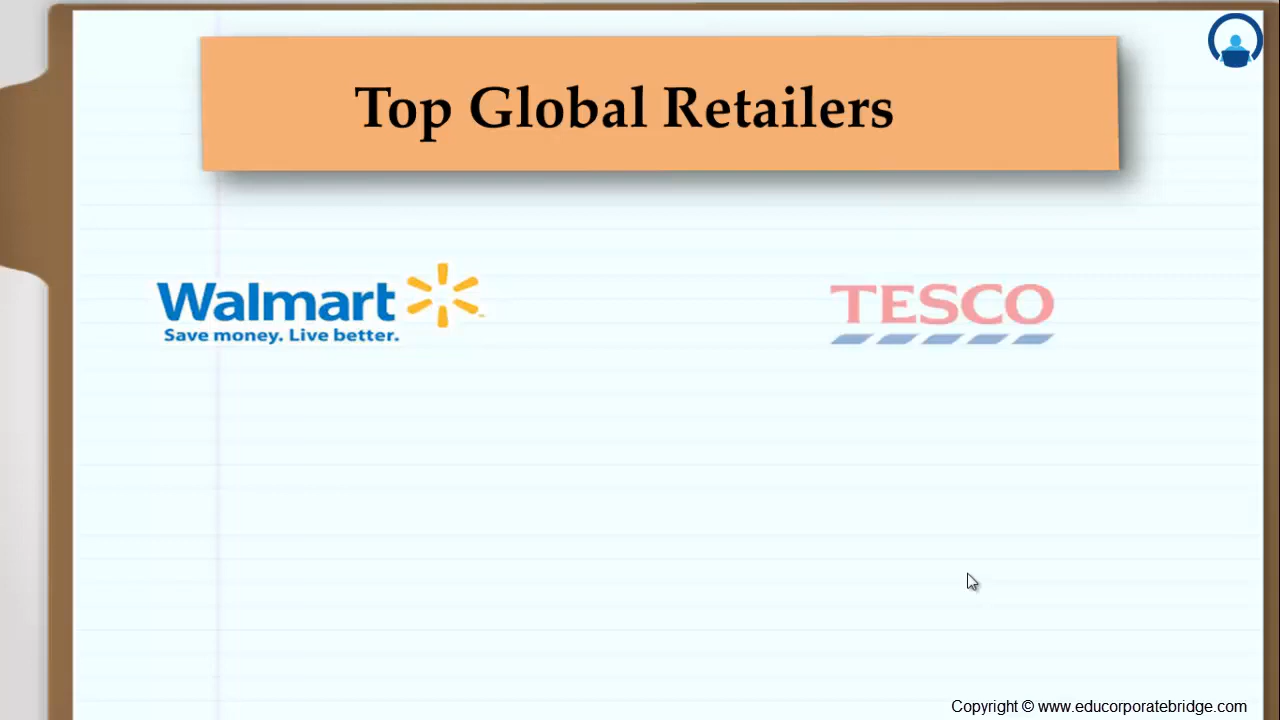 Top Global Retailers
Walmart
Save money. Live better.
TESCO
Copyright © www.educorporatebridge.com